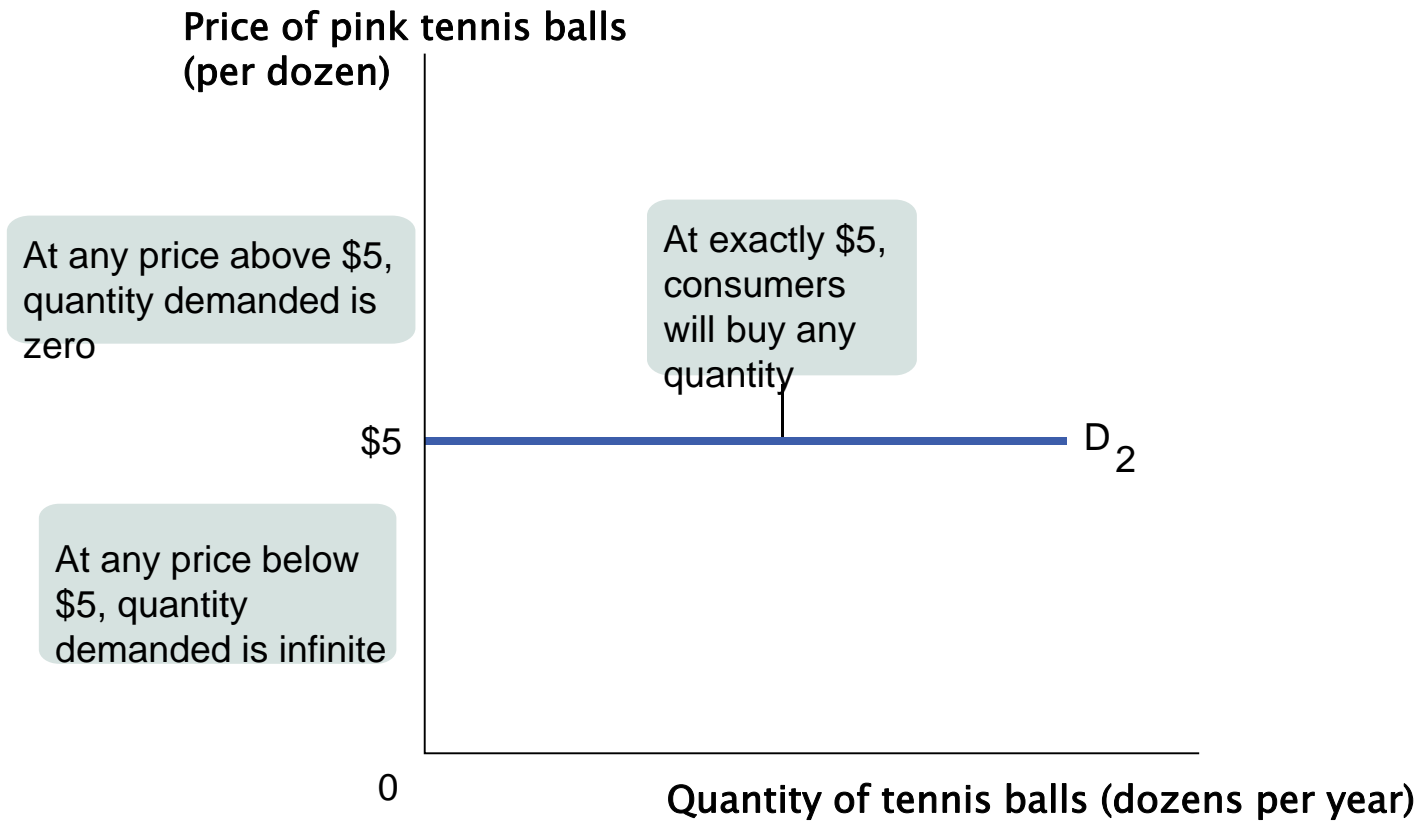 Price of pink tennis balls
(per dozen)
At any price above $5,
quantity demanded is
zero
At exactly $5,
consumers
will buy any
quantity
$5
D2
At any price below
$5, quantity
demanded is infinite
0
Quantity of tennis balls (dozens per year)